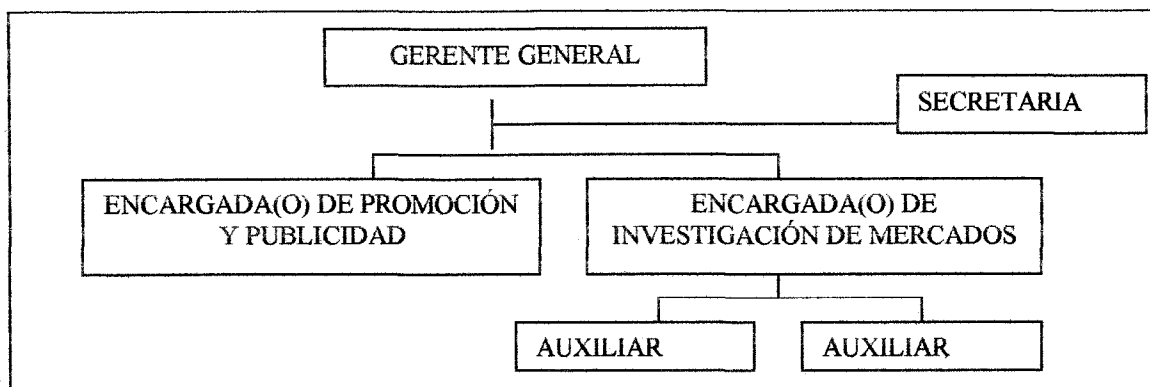 GERENTE GENERAL
SECRETARIA
ENCARGADA(O) DE PROMOCIÓN
Y PUBLICIDAD
ENCARGADA(O) DE
INVESTIGACIÓN DE MERCADOS
AUXILIAR
AUXILIAR